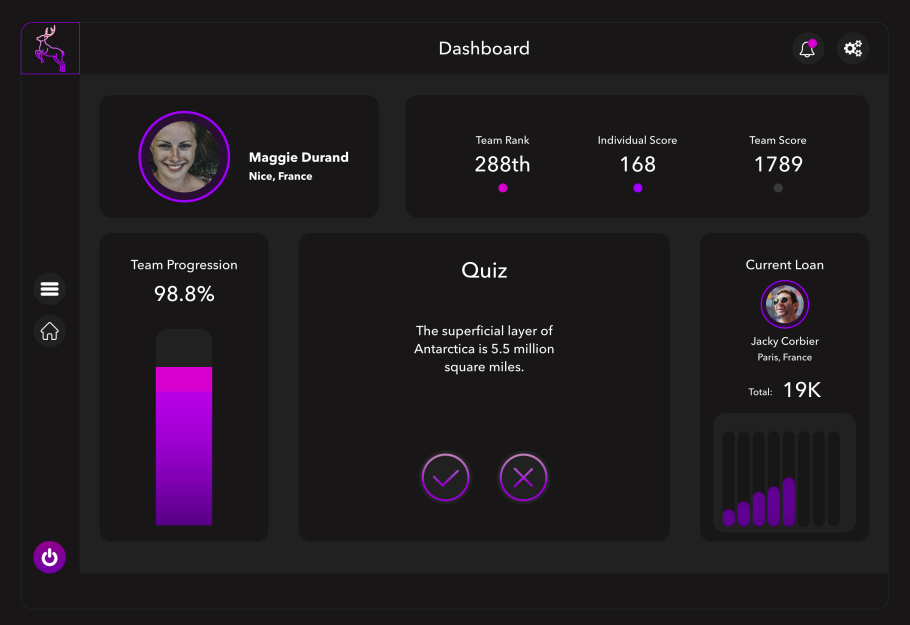 Dashboard
Maggie Durand
Nice, France
Team Rank
288th
Individual Score
168
Team Score
1789
Team Progression
98.8%
Quiz
The superficial layer of
Antarctica is 5.5 million
square miles.
Current Loan
Jacky Corbier
Paris, France
Total: 19K